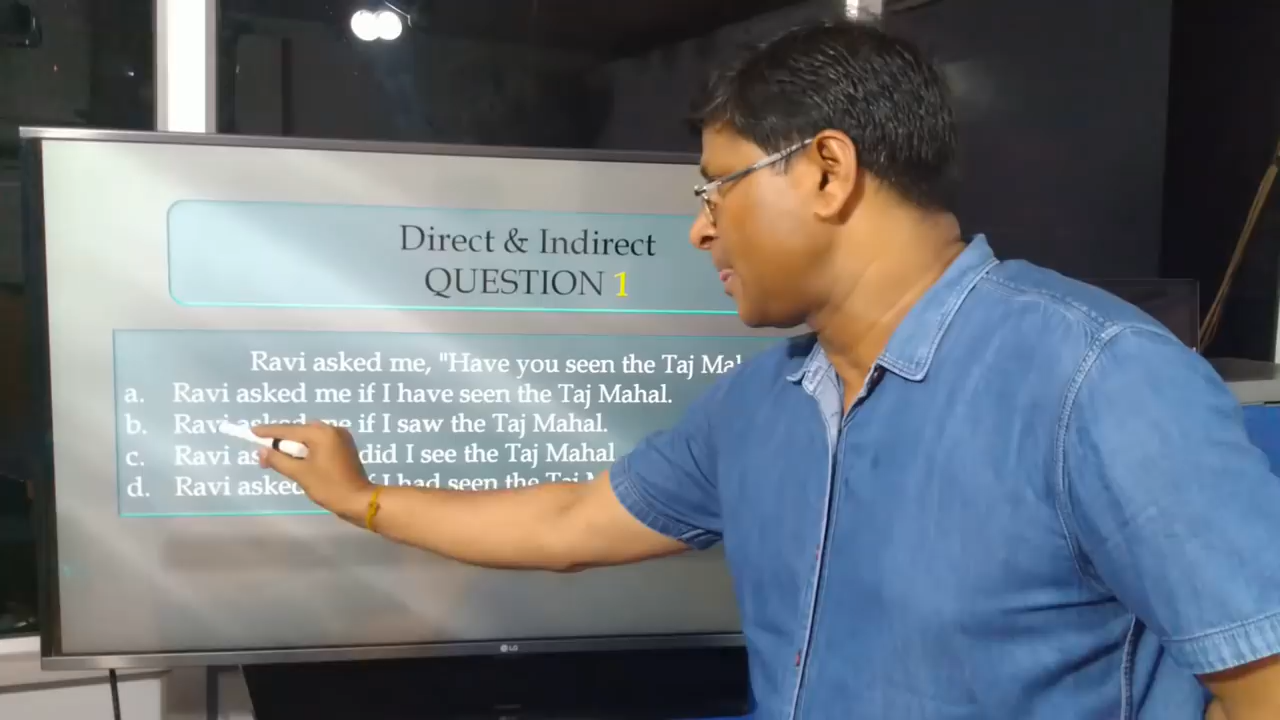 Direct & Indirect
QUESTION 1
Ravi asked me, "Have you seen the Taj
a. Ravi asked me if I have seen the Taj Mahal.
b. Ravi asked me if I saw the Taj Mahal.
c. Ravi did I see the Taj Mahal
d. Ravi asked I had seen the Taj
LG